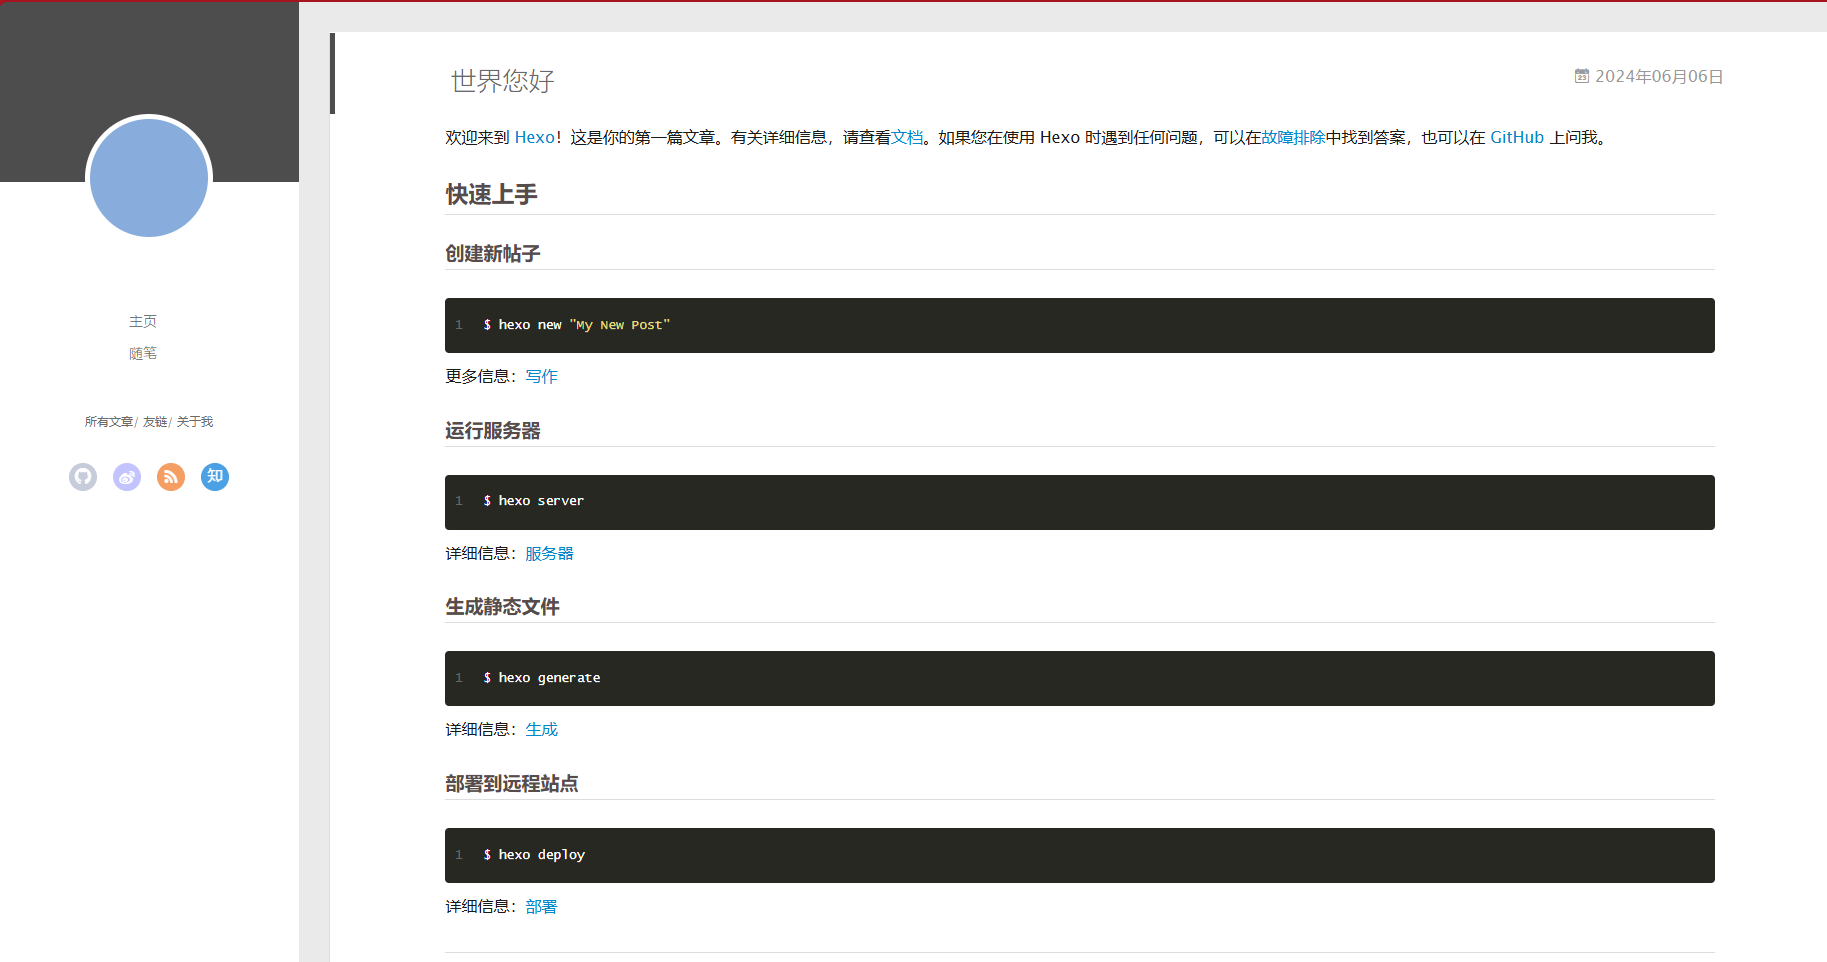 主页
随笔
所有文章/ 友链/ 关于我
知
世界您好
23 2024年06月06日
欢迎来到 Hexo！这是你的第一篇文章。有关详细信息，请查看文档。如果您在使用 Hexo 时遇到任何问题，可以在故障排除中找到答案，也可以在 GitHub 上问我。
快速上手
创建新帖子
1 $ hexo new "My New Post"
更多信息：写作
运行服务器
1 $ hexo server
详细信息：服务器
生成静态文件
1 $ hexo generate
详细信息：生成
部署到远程站点
1 $ hexo deploy
详细信息：部署